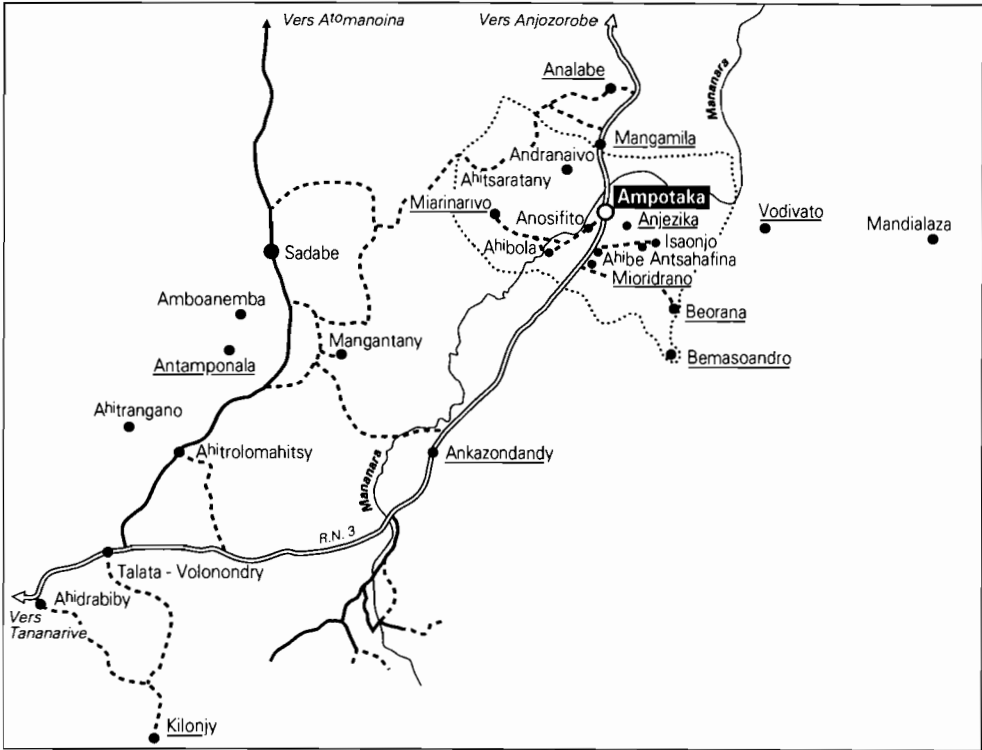 Vers Atomanoina
Vers Anjozorobe
Analabe
Mananara
Mangamila
Andranaivo
Ahitsaratany
Miarinarivo
Ampotaka
Anosifito
Anjezika
Vodivato
Mandialaza
Ahibola
Isaonjo
Ahibe Antsahafina
Mioridrano
Sadabe
Amboanemba
Beorana
Mangantany
Antamponala
Bemasoandro
Ahitrangano
Ahitrolomahitsy
Ankazondandy
Mananara
R.N. 3
Talata - Volonondry
Ahidrabiby
Vers
Tananarive
Kilonjy